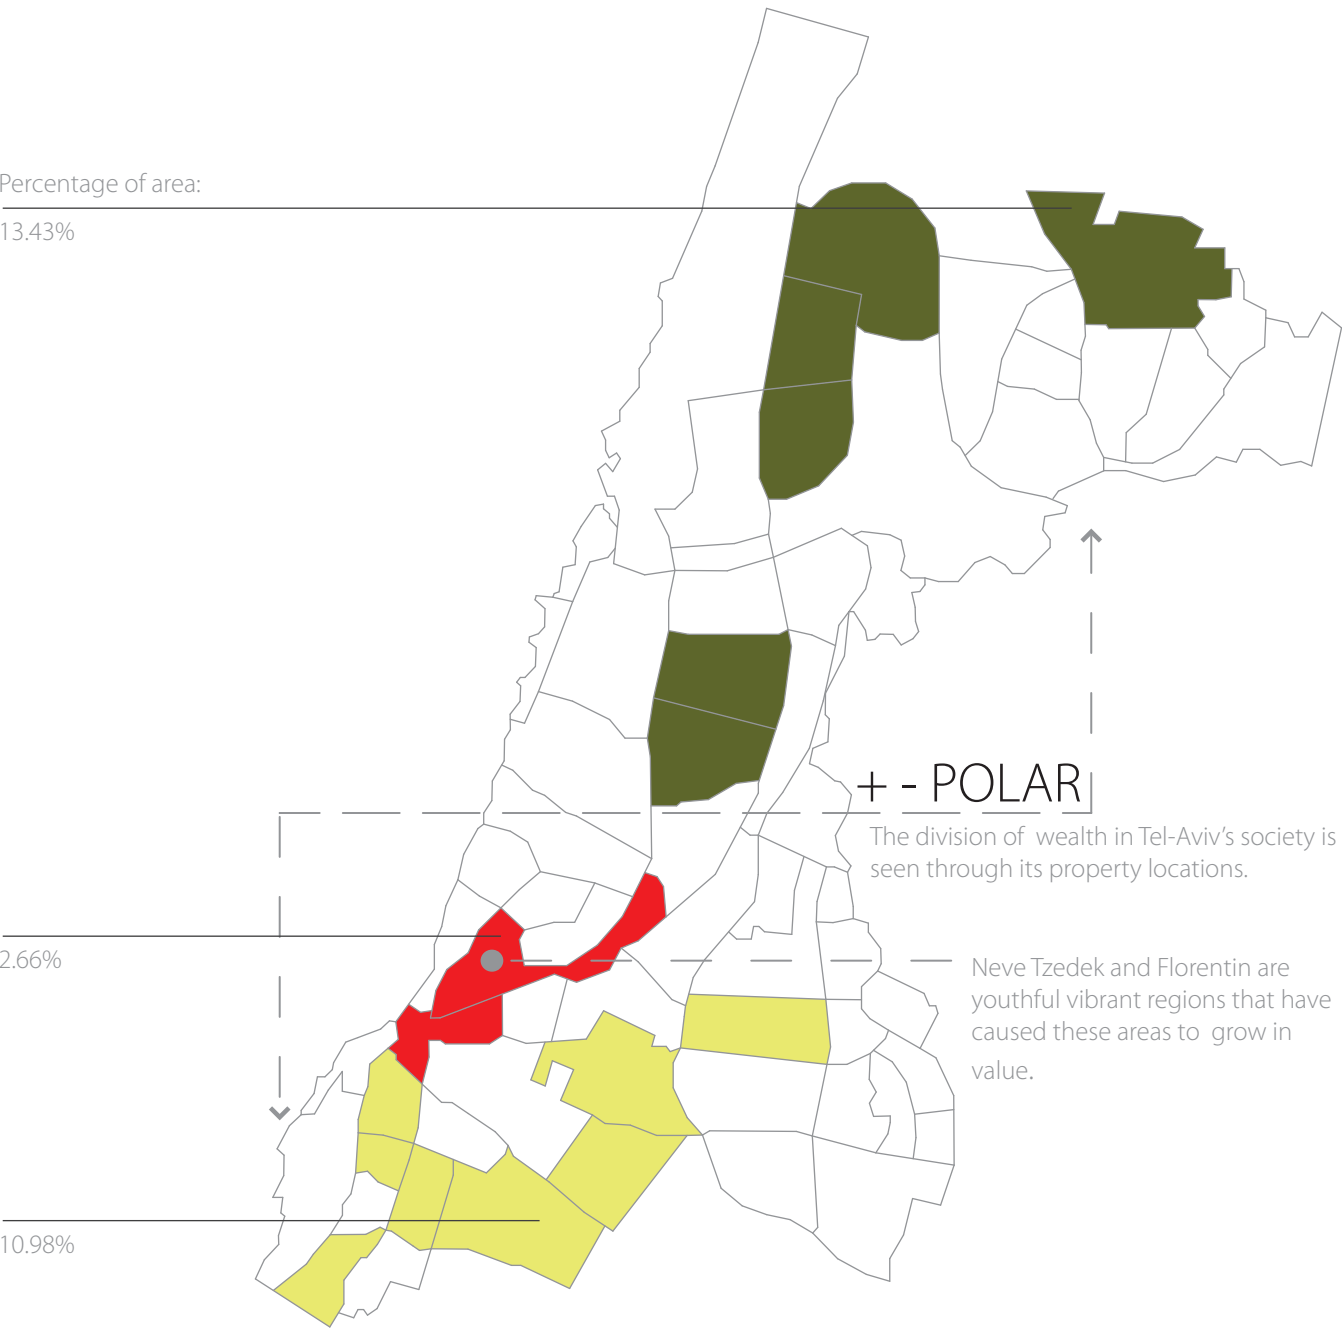 Percentage of area:
13.43%
+ - POLAR
The division of wealth in Tel-Aviv's society is
seen through its property locations.
2.66%
Neve Tzedek and Florentin are
youthful vibrant regions that have
caused these areas to grow in
value.
10.98%